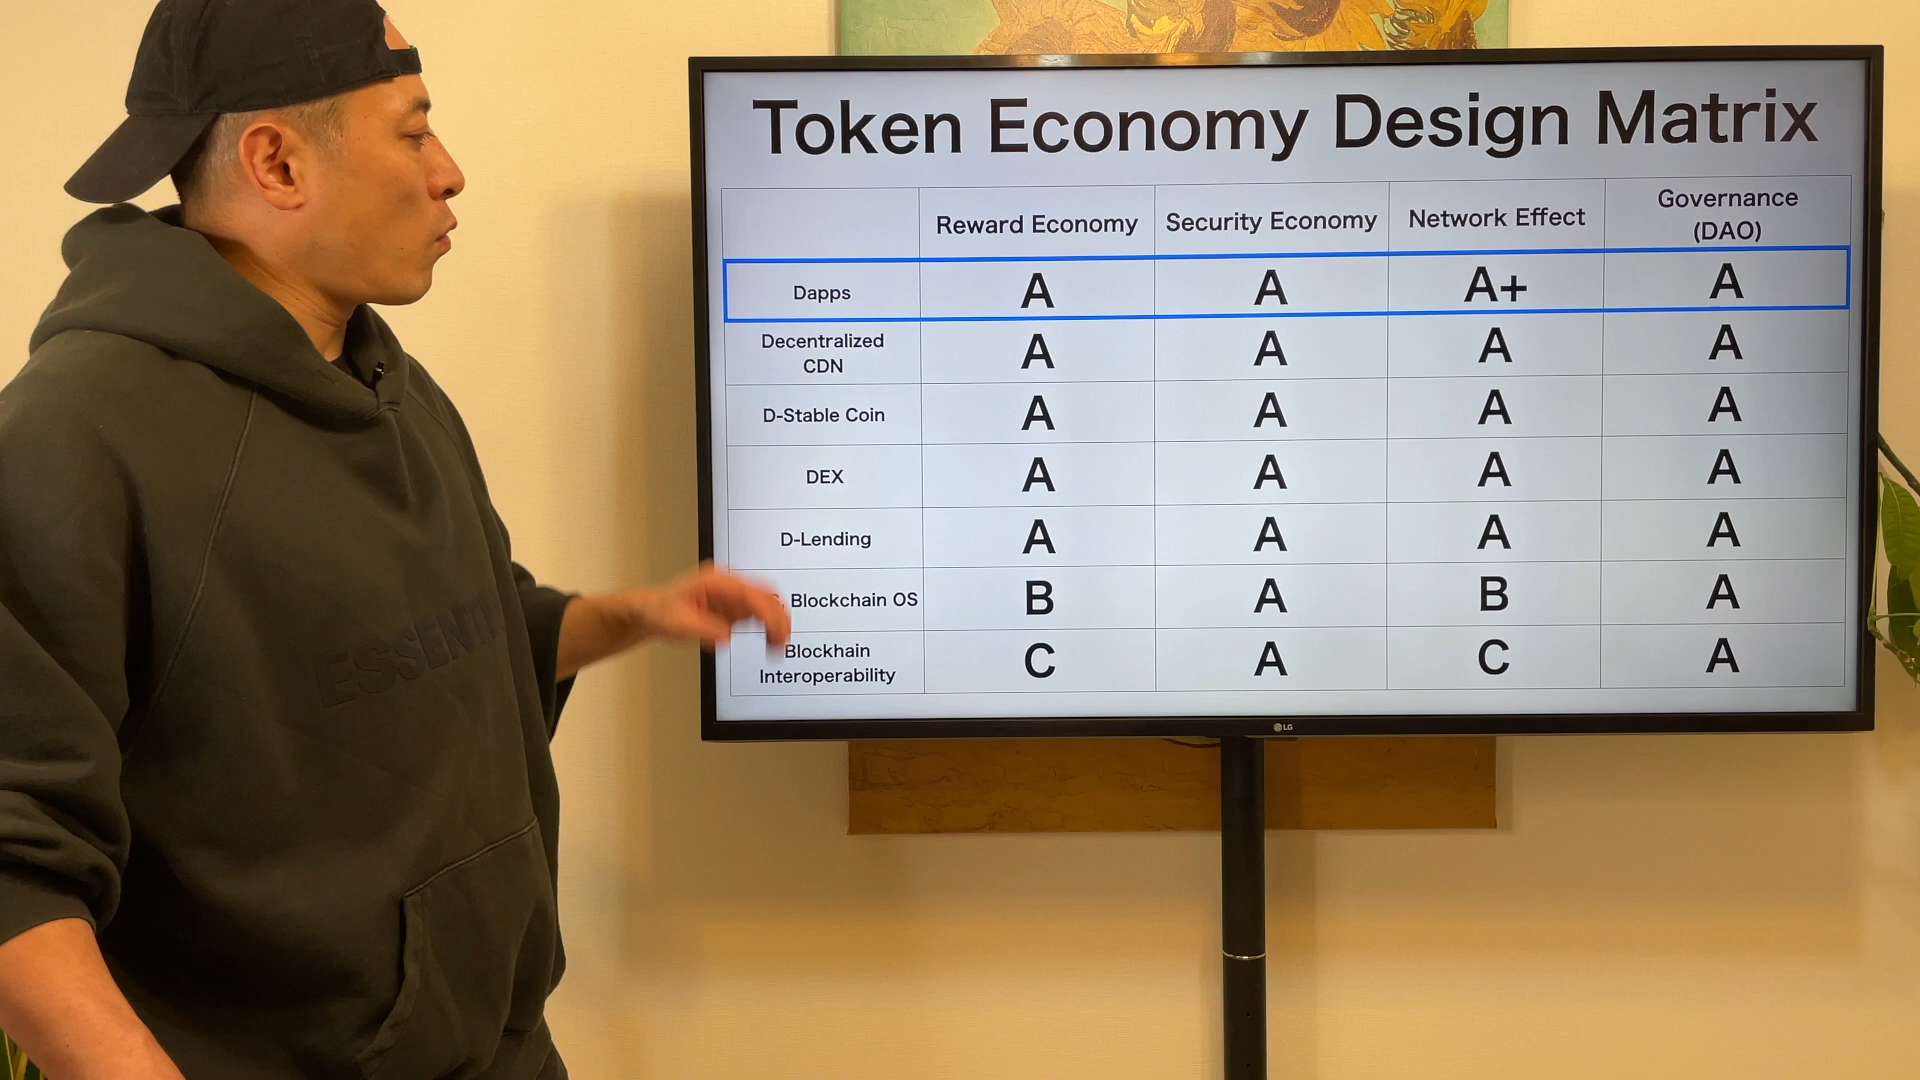 Token Economy Design Matrix
Reward Economy Security Economy Network Effect Governance
(DAO)
Dapps A A A+ A
Decentralized
CDN A A A A
D-Stable Coin A A A A
DEX A A A A
D-Lending A A A A
Blockchain OS B A B A
Blockhain
Interoperability C A C A
LG